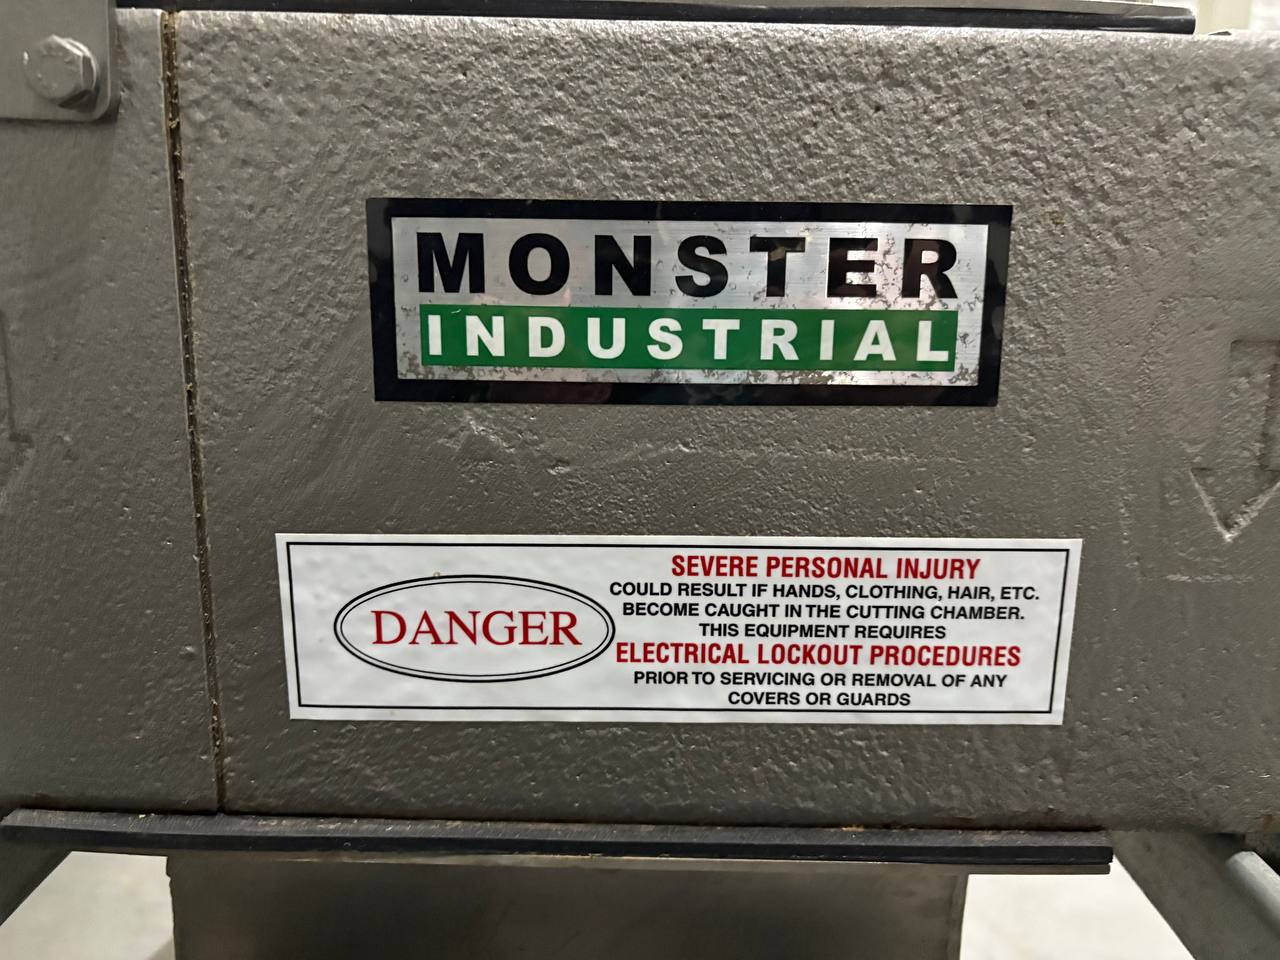 MONSTER
INDUSTRIAL
DANGER
SEVERE PERSONAL INJURY
COULD RESULT IF HANDS, CLOTHING, HAIR, ETC.
BECOME CAUGHT IN THE CUTTING CHAMBER.
THIS EQUIPMENT REQUIRES
ELECTRICAL LOCKOUT PROCEDURES
PRIOR TO SERVICING OR REMOVAL OF ANY
COVERS OR GUARDS